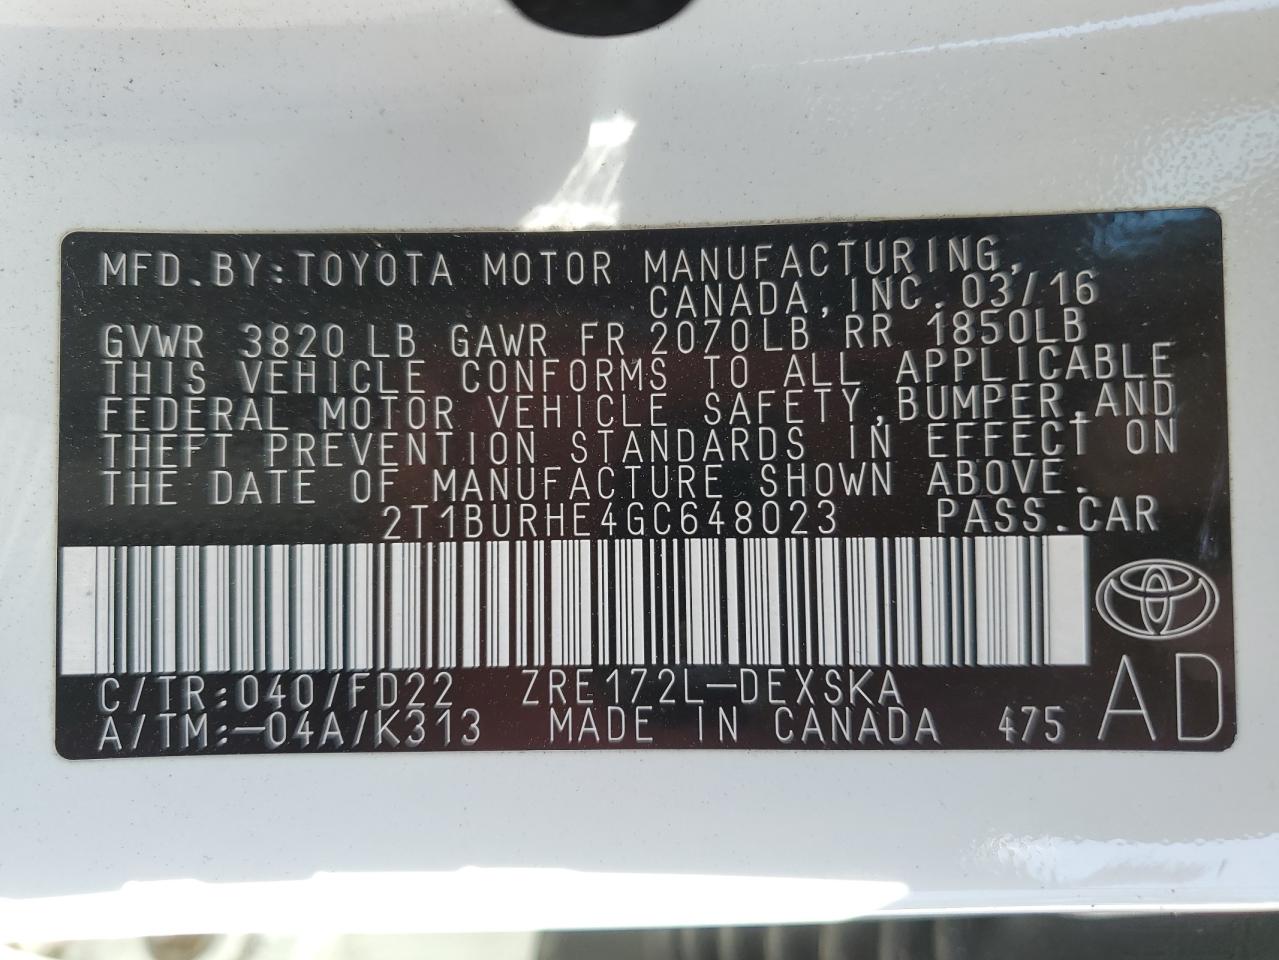 MFD.BY:TOYOTA MOTOR MANUFACTURING,
CANADA, INC. 03/16
GVWR 3820 LB GAWR FR 2070LB RR 1850LB
THIS VEHICLE CONFORMS TO ALL APPLICABLE
FEDERAL MOTOR VEHICLE SAFETY,BUMPER,AND
THEFT PREVENTION STANDARDS IN EFFECT ON
THE DATE OF MANUFACTURE SHOWN ABOVE.
2T1BURHE4GC648023 PASS.CAR
C/TR:040/FD22 ZRE172L-DEXSKA
A/TM:-04A/K313 MADE IN CANADA 475
AD